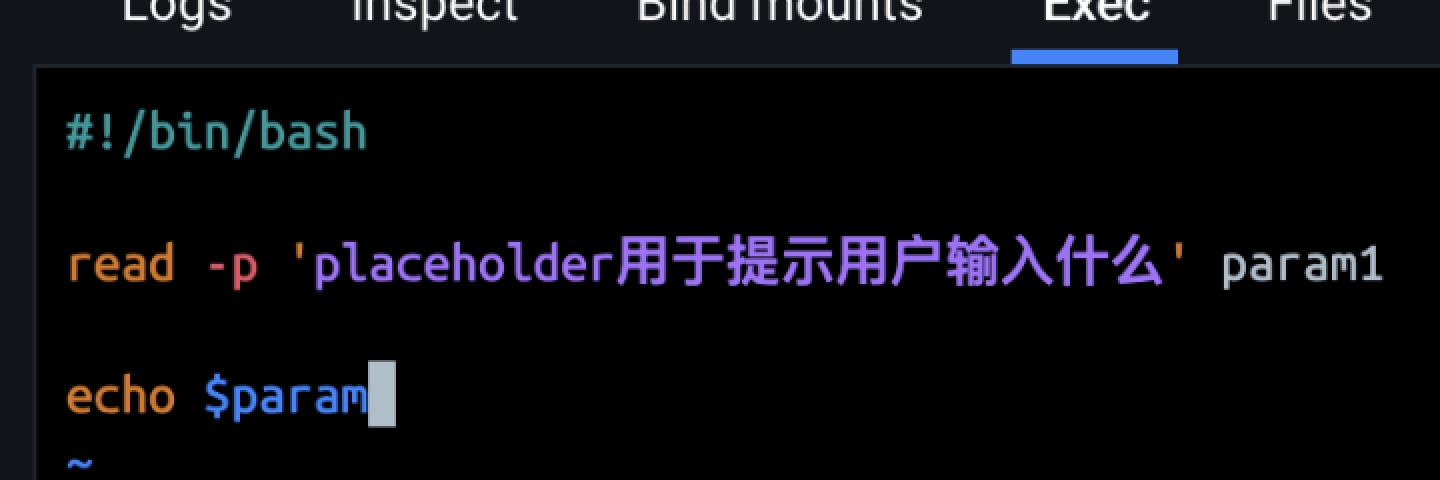 Logs Inspect Bind mounts Exec Files
#!/bin/bash
read -p 'placeholder用于提示用户输入什么' param1
echo $param
~